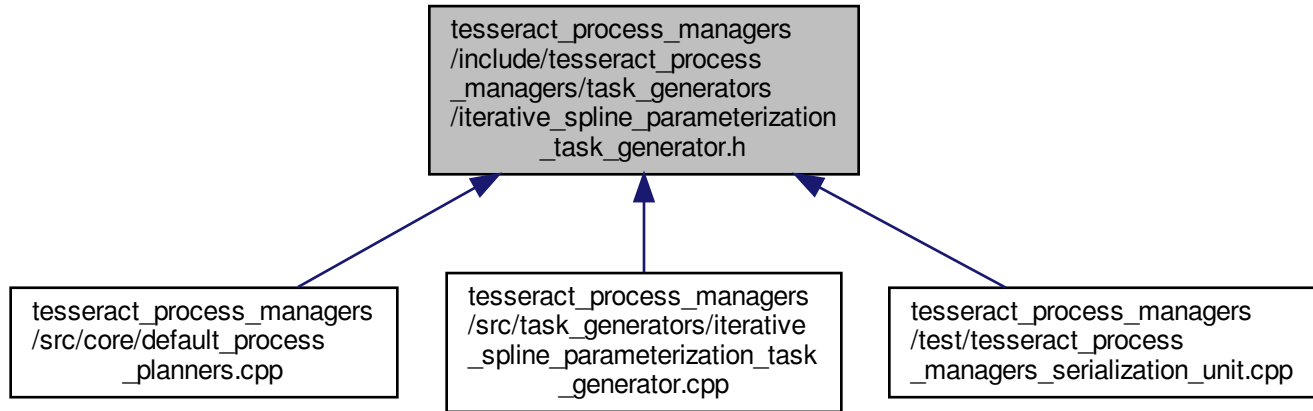 tesseract_process_managers
/include/tesseract_process
_managers/task_generators
/iterative_spline_parameterization
_task_generator.h
tesseract_process_managers
/src/core/default_process
_planners.cpp
tesseract_process_managers
/src/task_generators/iterative
_spline_parameterization_task
_generator.cpp
tesseract_process_managers
/test/tesseract_process
_managers_serialization_unit.cpp